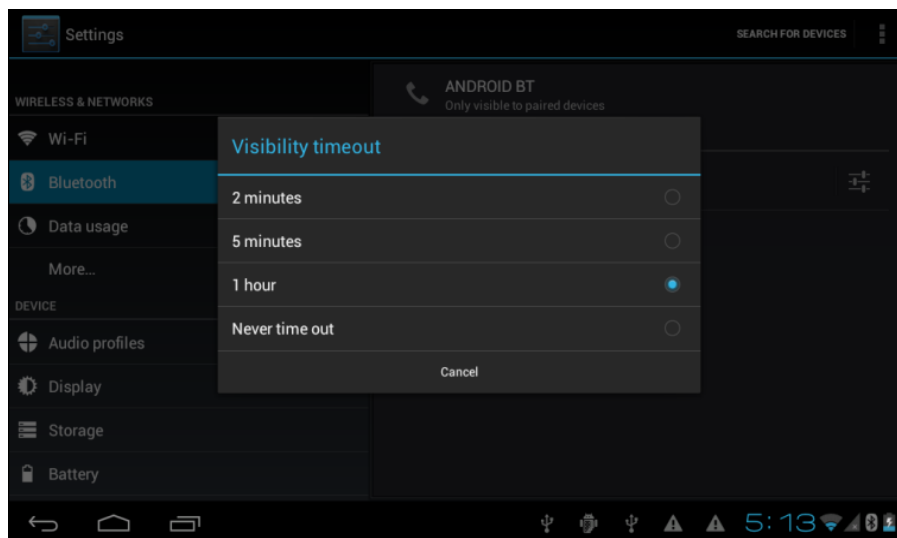 Settings
SEARCH FOR DEVICES
WIRELESS & NETWORKS
Wi-Fi
Bluetooth
Data usage
More...
DEVICE
Audio profiles
Display
Storage
Battery
ANDROID BT
Only visible to paired devices
Visibility timeout
2 minutes
5 minutes
1 hour
Never time out
Cancel
5:13